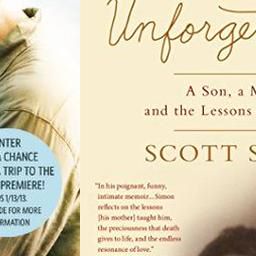 Unforge
A Son, a M
and the Lessons
SCOTT S
NTER
CHANCE
A TRIP TO THE
PREMIERE!
S 1/13/13.
DE FOR MORE
RMATION
"In his poignant, funny,
intimate memoir...Simon
reflects on the lessons
[his mother] taught him,
the preciousness that death
gives to life, and the endless
resonance of love."